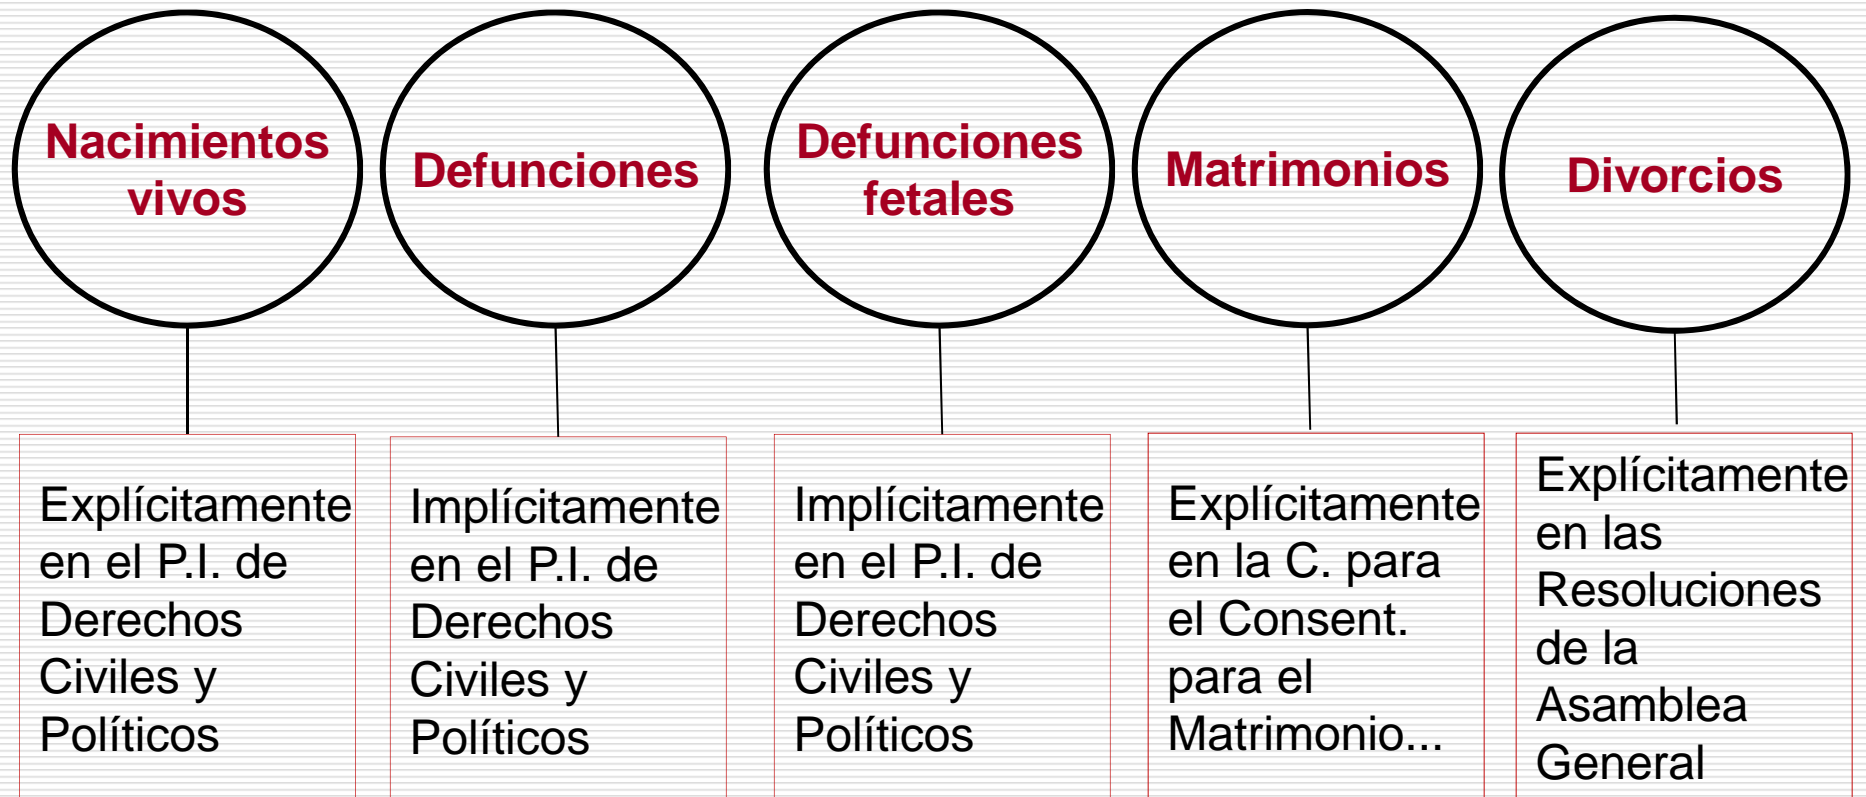 Nacimientos
vivos
Defunciones
Defunciones
fetales
Matrimonios
Divorcios
Explícitamente
en el P.I. de
Derechos
Civiles y
Políticos
Implícitamente
en el P.I. de
Derechos
Civiles y
Políticos
Implícitamente
en el P.I. de
Derechos
Civiles y
Políticos
Explícitamente
en la C. para
el Consent.
para el
Matrimonio...
Explícitamente
en las
Resoluciones
de la
Asamblea
General